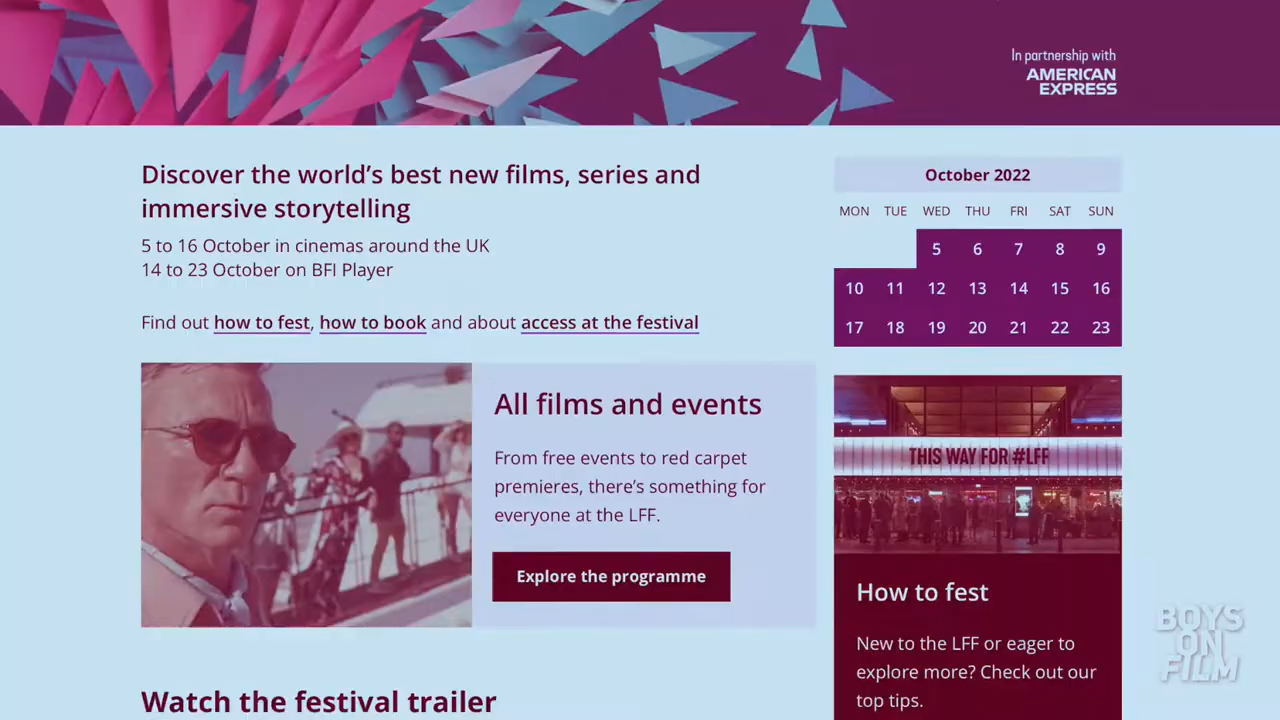 In partnership with
AMERICAN
EXPRESS
Discover the world's best new films, series and
immersive storytelling
5 to 16 October in cinemas around the UK
14 to 23 October on BFI Player
Find out how to fest, how to book and about access at the festival
All films and events
From free events to red carpet
premieres, there's something for
everyone at the LFF.
Explore the programme
Watch the festival trailer
October 2022
MON TUE WED THU FRI SAT SUN
5 6 7 8 9
10 11 12 13 14 15 16
17 18 19 20 21 22 23
THIS WAY FOR #LFF
How to fest
New to the LFF or eager to
explore more? Check out our
top tips.
BOYS
ON
FILM